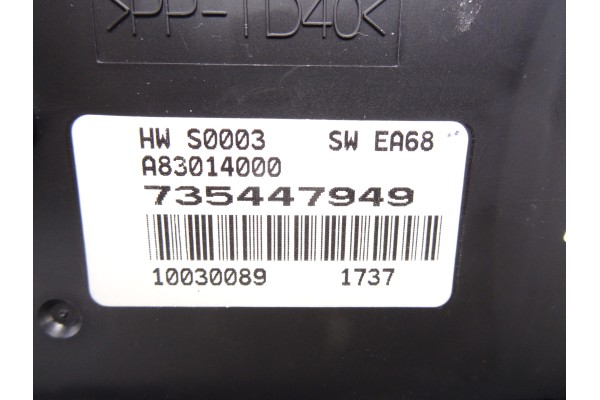 >PP-TD40<
HW S0003 SW EA68
A83014000
735447949
10030089 1737